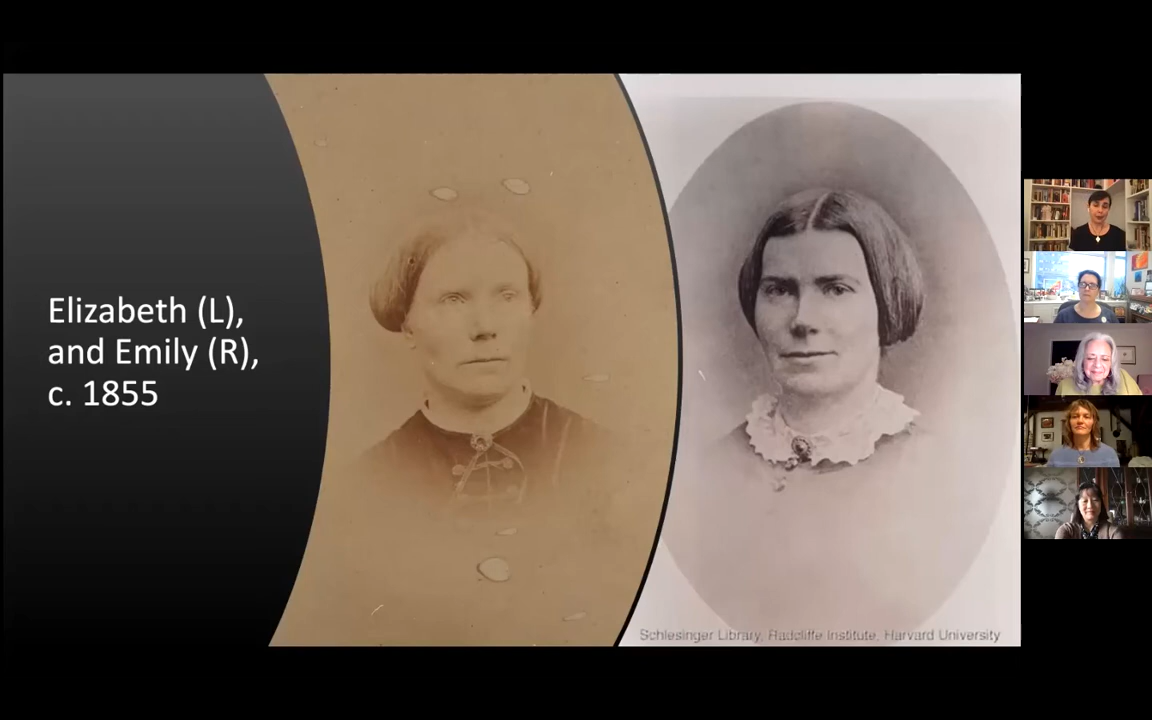 Elizabeth (L),
and Emily (R),
c. 1855
Schlesinger Library, Radcliffe Institute, Harvard University